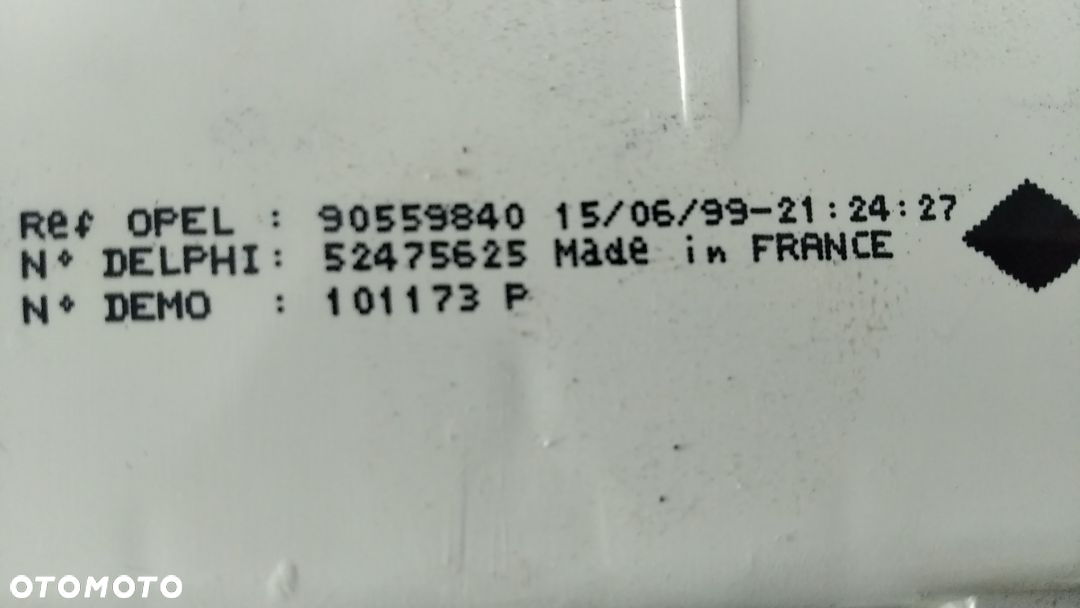 Ref OPEL : 90559840 15/06/99-21:24:27
N° DELPHI: 52475625 Made in FRANCE
N° DEMO : 101173 P
OTOMOTO